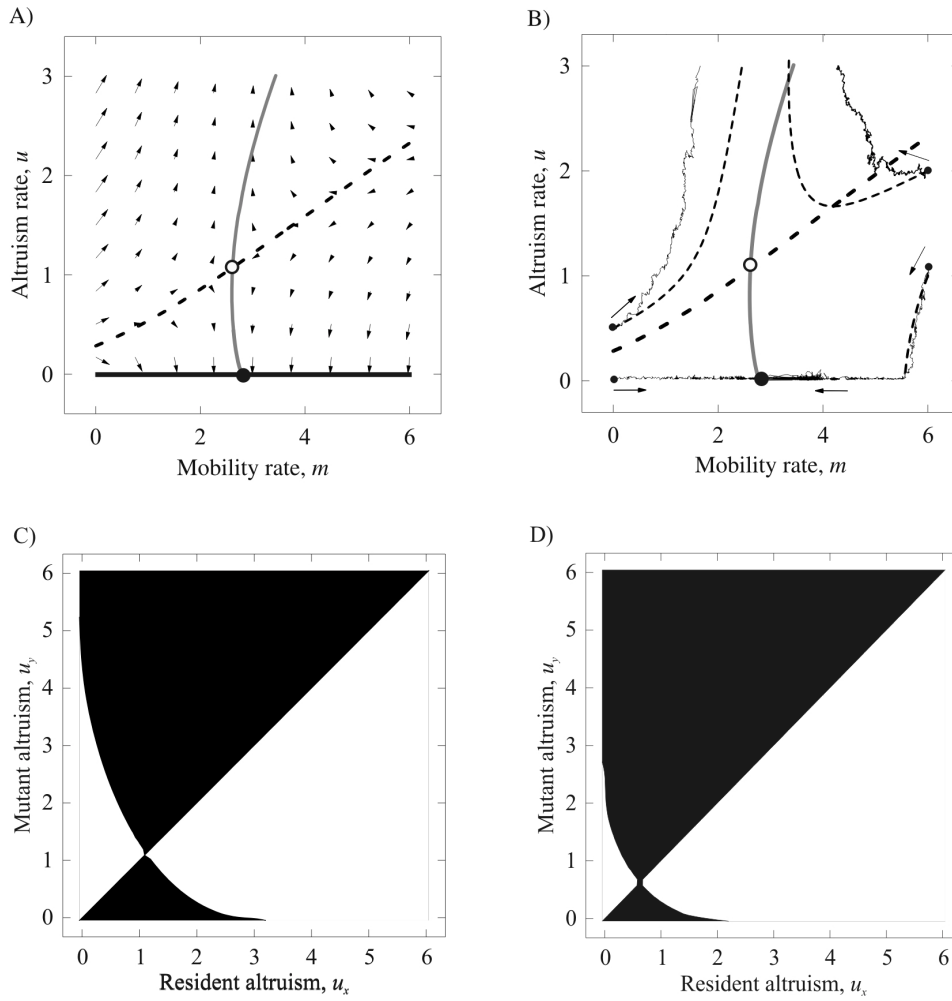 A)
3
2
1
0
Altruism rate, u
0 2 4 6
Mobility rate, m
B)
3
2
1
0
Altruism rate, u
0 2 4 6
Mobility rate, m
C)
6
5
4
3
2
1
0
Mutant altruism, u_y
0 1 2 3 4 5 6
Resident altruism, u_x
D)
6
5
4
3
2
1
0
Mutant altruism, u_y
0 1 2 3 4 5 6
Resident altruism, u_x